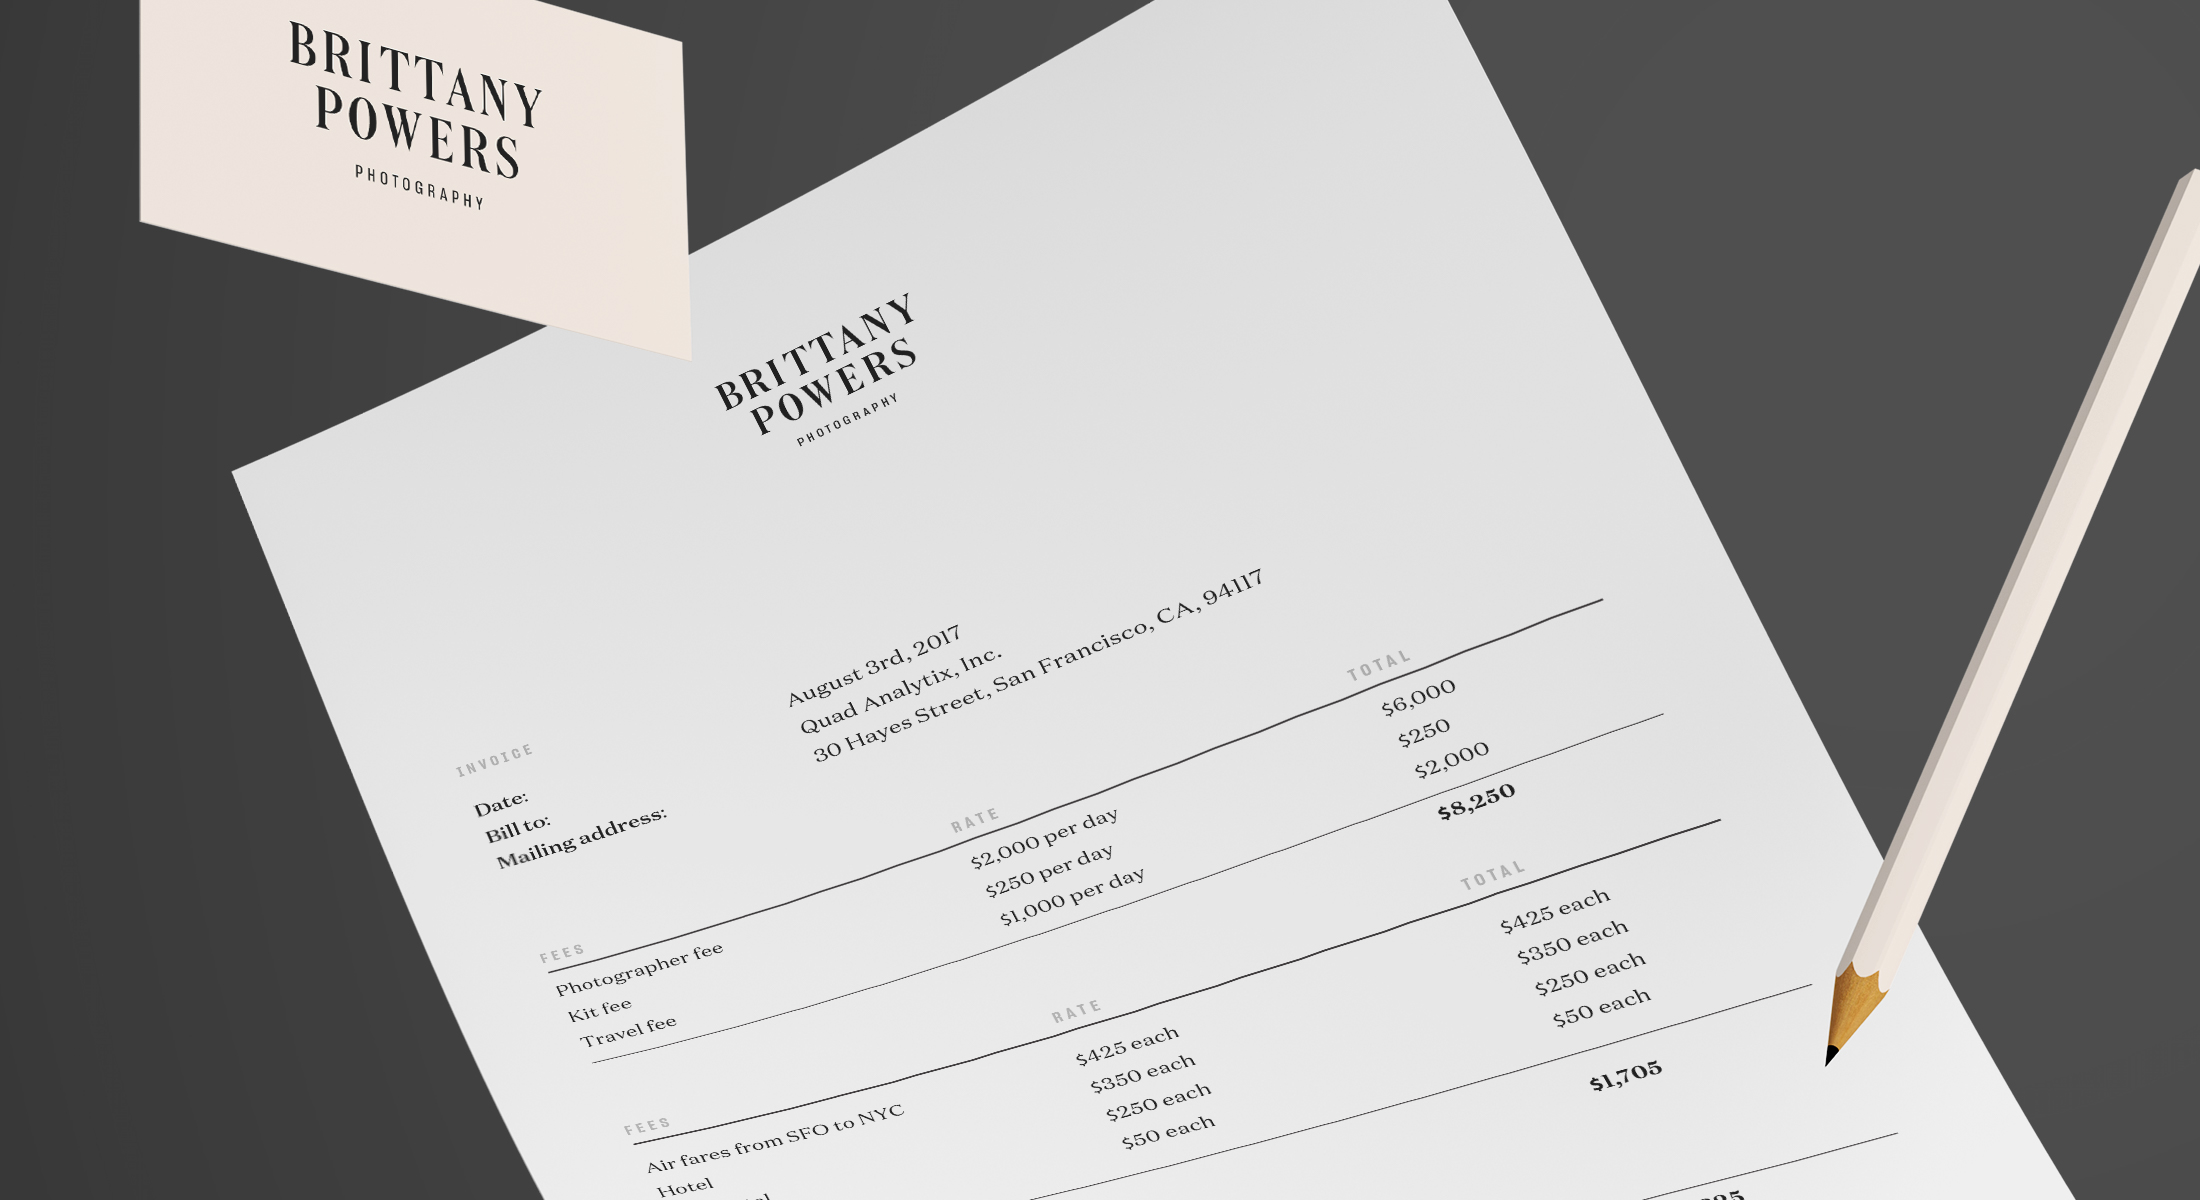 BRITTANY
POWERS
PHOTOGRAPHY
BRITTANY
POWERS
PHOTOGRAPHY
INVOICE
Date: August 3rd, 2017
Bill to: Quad Analytix, Inc.
Mailing address: 30 Hayes Street, San Francisco, CA, 94117
FEES RATE TOTAL
Photographer fee $2,000 per day $6,000
Kit fee $250 per day $250
Travel fee $1,000 per day $2,000
$8,250
FEES RATE TOTAL
Air fares from SFO to NYC $425 each $425 each
Hotel $350 each $350 each
$250 each $250 each
$50 each $50 each
$1,705